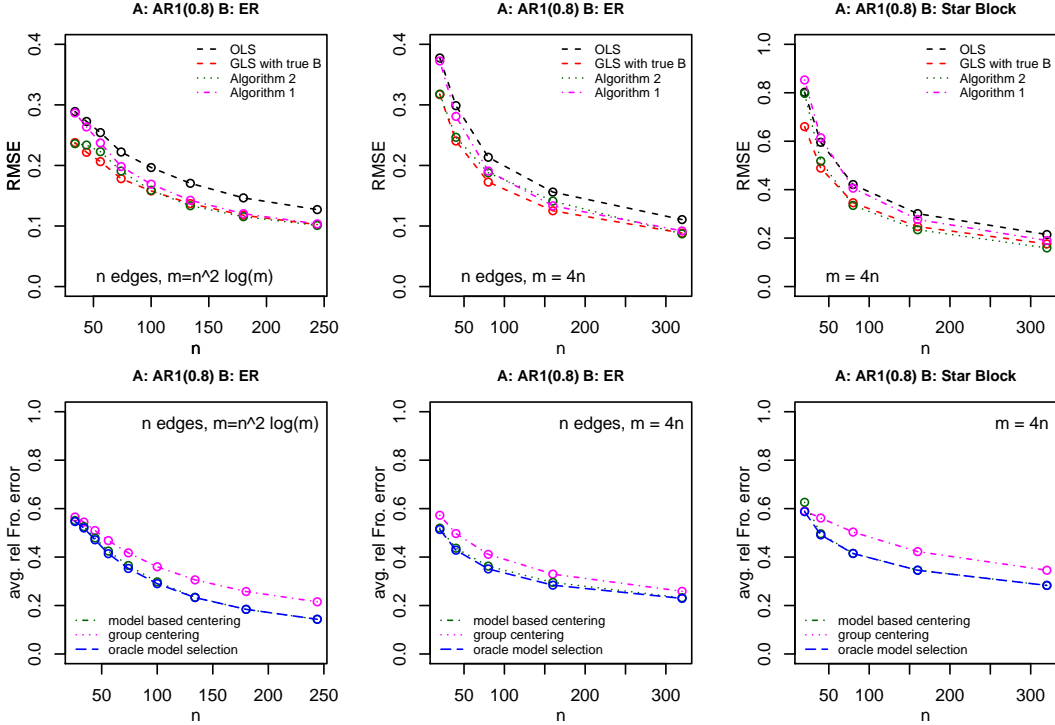 A: AR1(0.8) B: ER
RMSE
0.0 0.1 0.2 0.3 0.4
OLS
GLS with true B
Algorithm 2
Algorithm 1
n edges, m=n^2 log(m)
50 100 150 200 250
n
A: AR1(0.8) B: ER
RMSE
0.0 0.1 0.2 0.3 0.4
OLS
GLS with true B
Algorithm 2
Algorithm 1
n edges, m = 4n
50 100 200 300
n
A: AR1(0.8) B: Star Block
RMSE
0.0 0.2 0.4 0.6 0.8 1.0
OLS
GLS with true B
Algorithm 2
Algorithm 1
m = 4n
50 100 200 300
n
A: AR1(0.8) B: ER
avg. rel Fro. error
0.0 0.2 0.4 0.6 0.8 1.0
n edges, m=n^2 log(m)
model based centering
group centering
oracle model selection
50 100 150 200 250
n
A: AR1(0.8) B: ER
avg. rel Fro. error
0.0 0.2 0.4 0.6 0.8 1.0
n edges, m = 4n
model based centering
group centering
oracle model selection
50 100 200 300
n
A: AR1(0.8) B: Star Block
avg. rel Fro. error
0.0 0.2 0.4 0.6 0.8 1.0
m = 4n
model based centering
group centering
oracle model selection
50 100 200 300
n